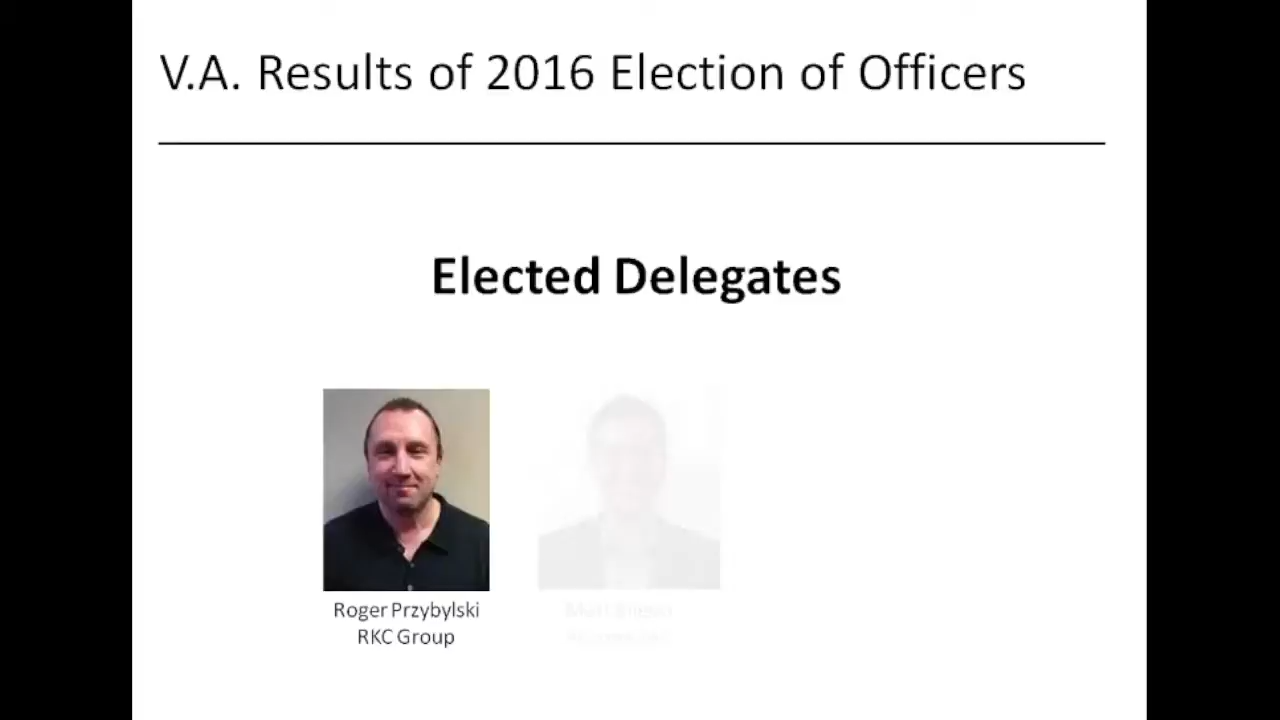 V.A. Results of 2016 Election of Officers
Elected Delegates
Roger Przybylski
RKC Group